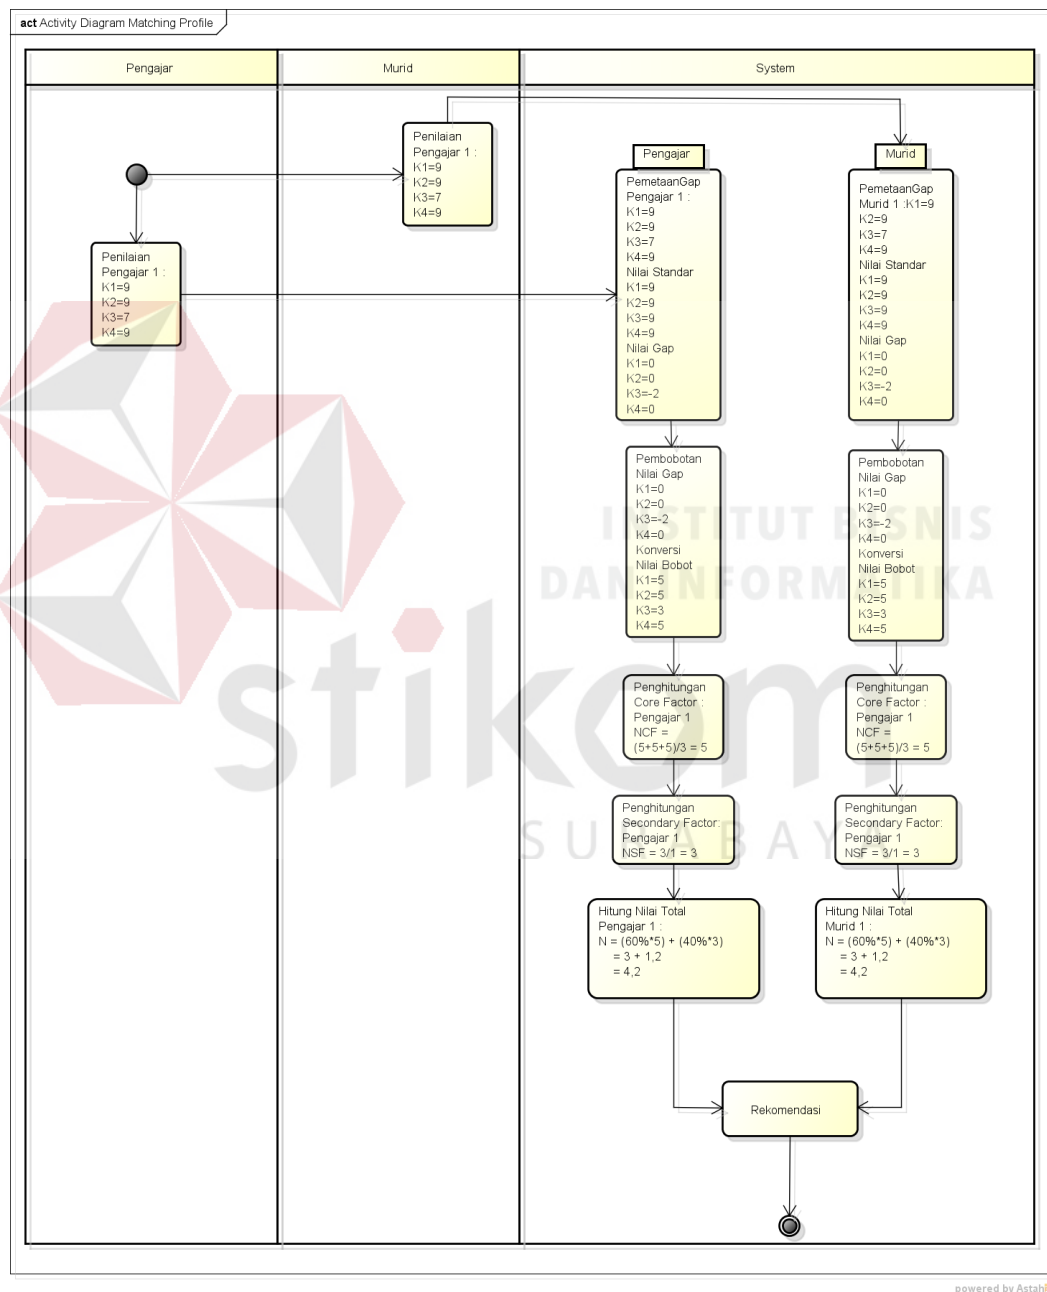 act Activity Diagram Matching Profile
Pengajar
Murid
System
Penilaian
Pengajar 1 :
K1=9
K2=9
K3=7
K4=9
Penilaian
Pengajar 1 :
K1=9
K2=9
K3=7
K4=9
Pengajar
PemetaanGap
Pengajar 1 :
K1=9
K2=9
K3=7
K4=9
Nilai Standar
K1=9
K2=9
K3=9
K4=9
Nilai Gap
K1=0
K2=0
K3=-2
K4=0
Pembobotan
Nilai Gap
K1=0
K2=0
K3=-2
K4=0
Konversi
Nilai Bobot
K1=5
K2=5
K3=3
K4=5
Penghitungan
Core Factor :
Pengajar 1
NCF =
(5+5+5)/3 = 5
Penghitungan
Secondary Factor:
Pengajar 1
NSF = 3/1 = 3
Hitung Nilai Total
Pengajar 1 :
N = (60%*5) + (40%*3)
= 3 + 1,2
= 4,2
Murid
PemetaanGap
Murid 1 :K1=9
K2=9
K3=7
K4=9
Nilai Standar
K1=9
K2=9
K3=9
K4=9
Nilai Gap
K1=0
K2=0
K3=-2
K4=0
Pembobotan
Nilai Gap
K1=0
K2=0
K3=-2
K4=0
Konversi
Nilai Bobot
K1=5
K2=5
K3=3
K4=5
Penghitungan
Core Factor :
Pengajar 1
NCF =
(5+5+5)/3 = 5
Penghitungan
Secondary Factor:
Pengajar 1
NSF = 3/1 = 3
Hitung Nilai Total
Murid 1 :
N = (60%*5) + (40%*3)
= 3 + 1,2
= 4,2
Rekomendasi
INSTITUT BISNIS
DAN INFORMATIKA
stikom
SURABAYA
powered by Astah